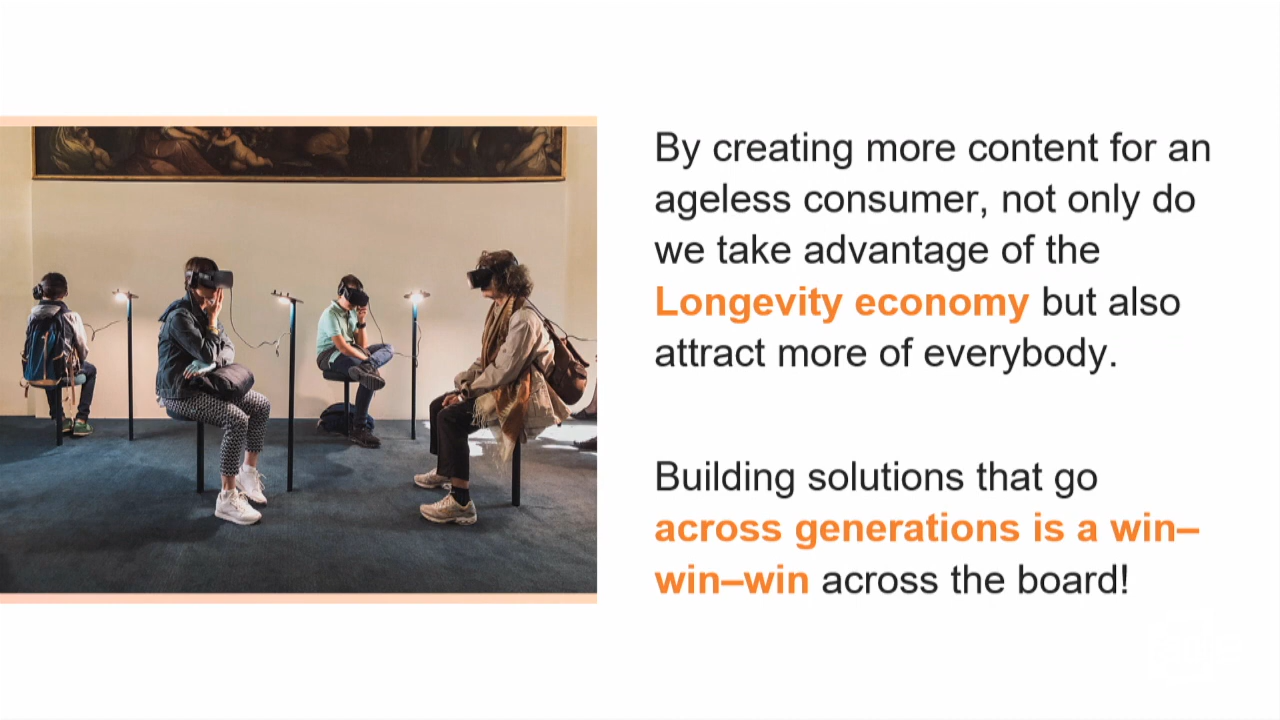 By creating more content for an
ageless consumer, not only do
we take advantage of the
Longevity economy but also
attract more of everybody.
Building solutions that go
across generations is a win–
win–win across the board!